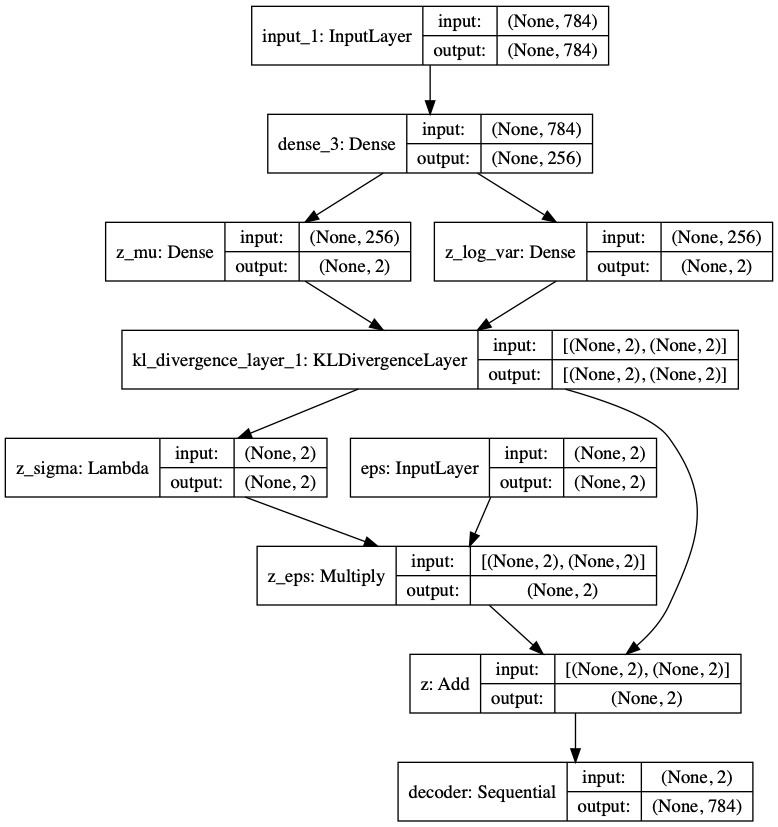 input_1: InputLayer
input: (None, 784)
output: (None, 784)
dense_3: Dense
input: (None, 784)
output: (None, 256)
z_mu: Dense
input: (None, 256)
output: (None, 2)
z_log_var: Dense
input: (None, 256)
output: (None, 2)
kl_divergence_layer_1: KLDivergenceLayer
input: [(None, 2), (None, 2)]
output: [(None, 2), (None, 2)]
z_sigma: Lambda
input: (None, 2)
output: (None, 2)
eps: InputLayer
input: (None, 2)
output: (None, 2)
z_eps: Multiply
input: [(None, 2), (None, 2)]
output: (None, 2)
z: Add
input: [(None, 2), (None, 2)]
output: (None, 2)
decoder: Sequential
input: (None, 2)
output: (None, 784)